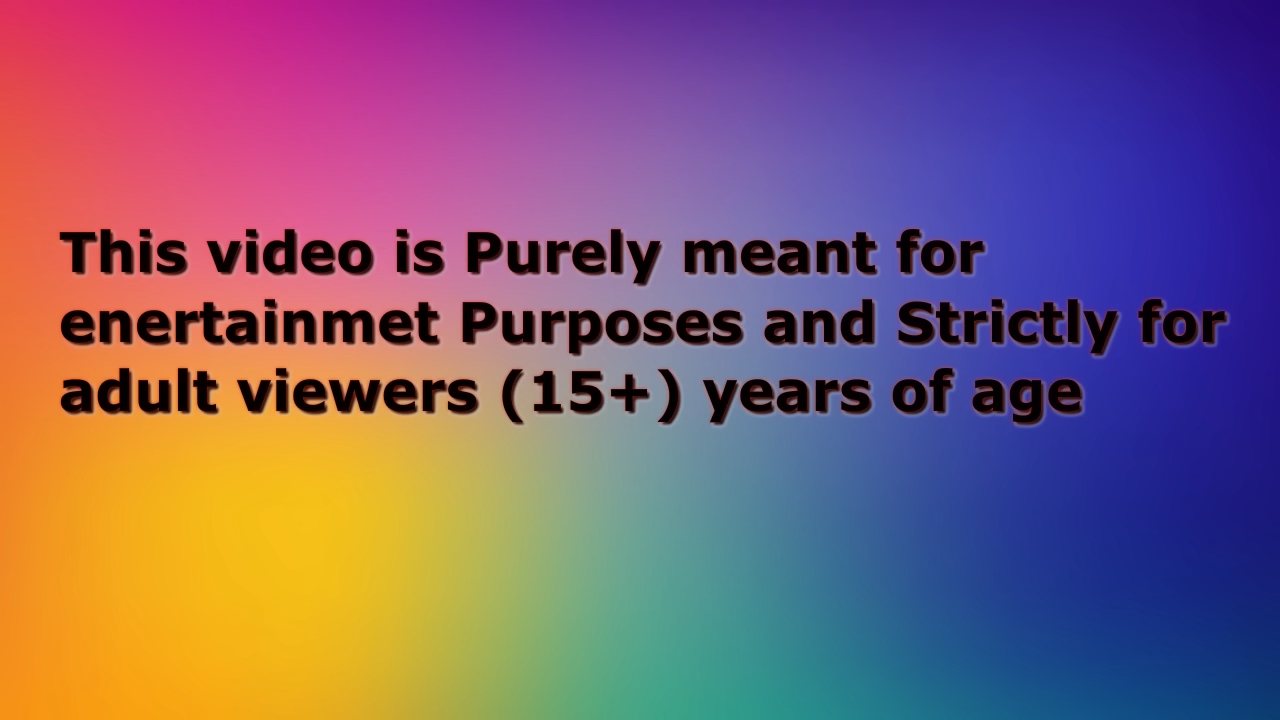 This video is Purely meant for
enertainmet Purposes and Strictly for
adult viewers (15+) years of age